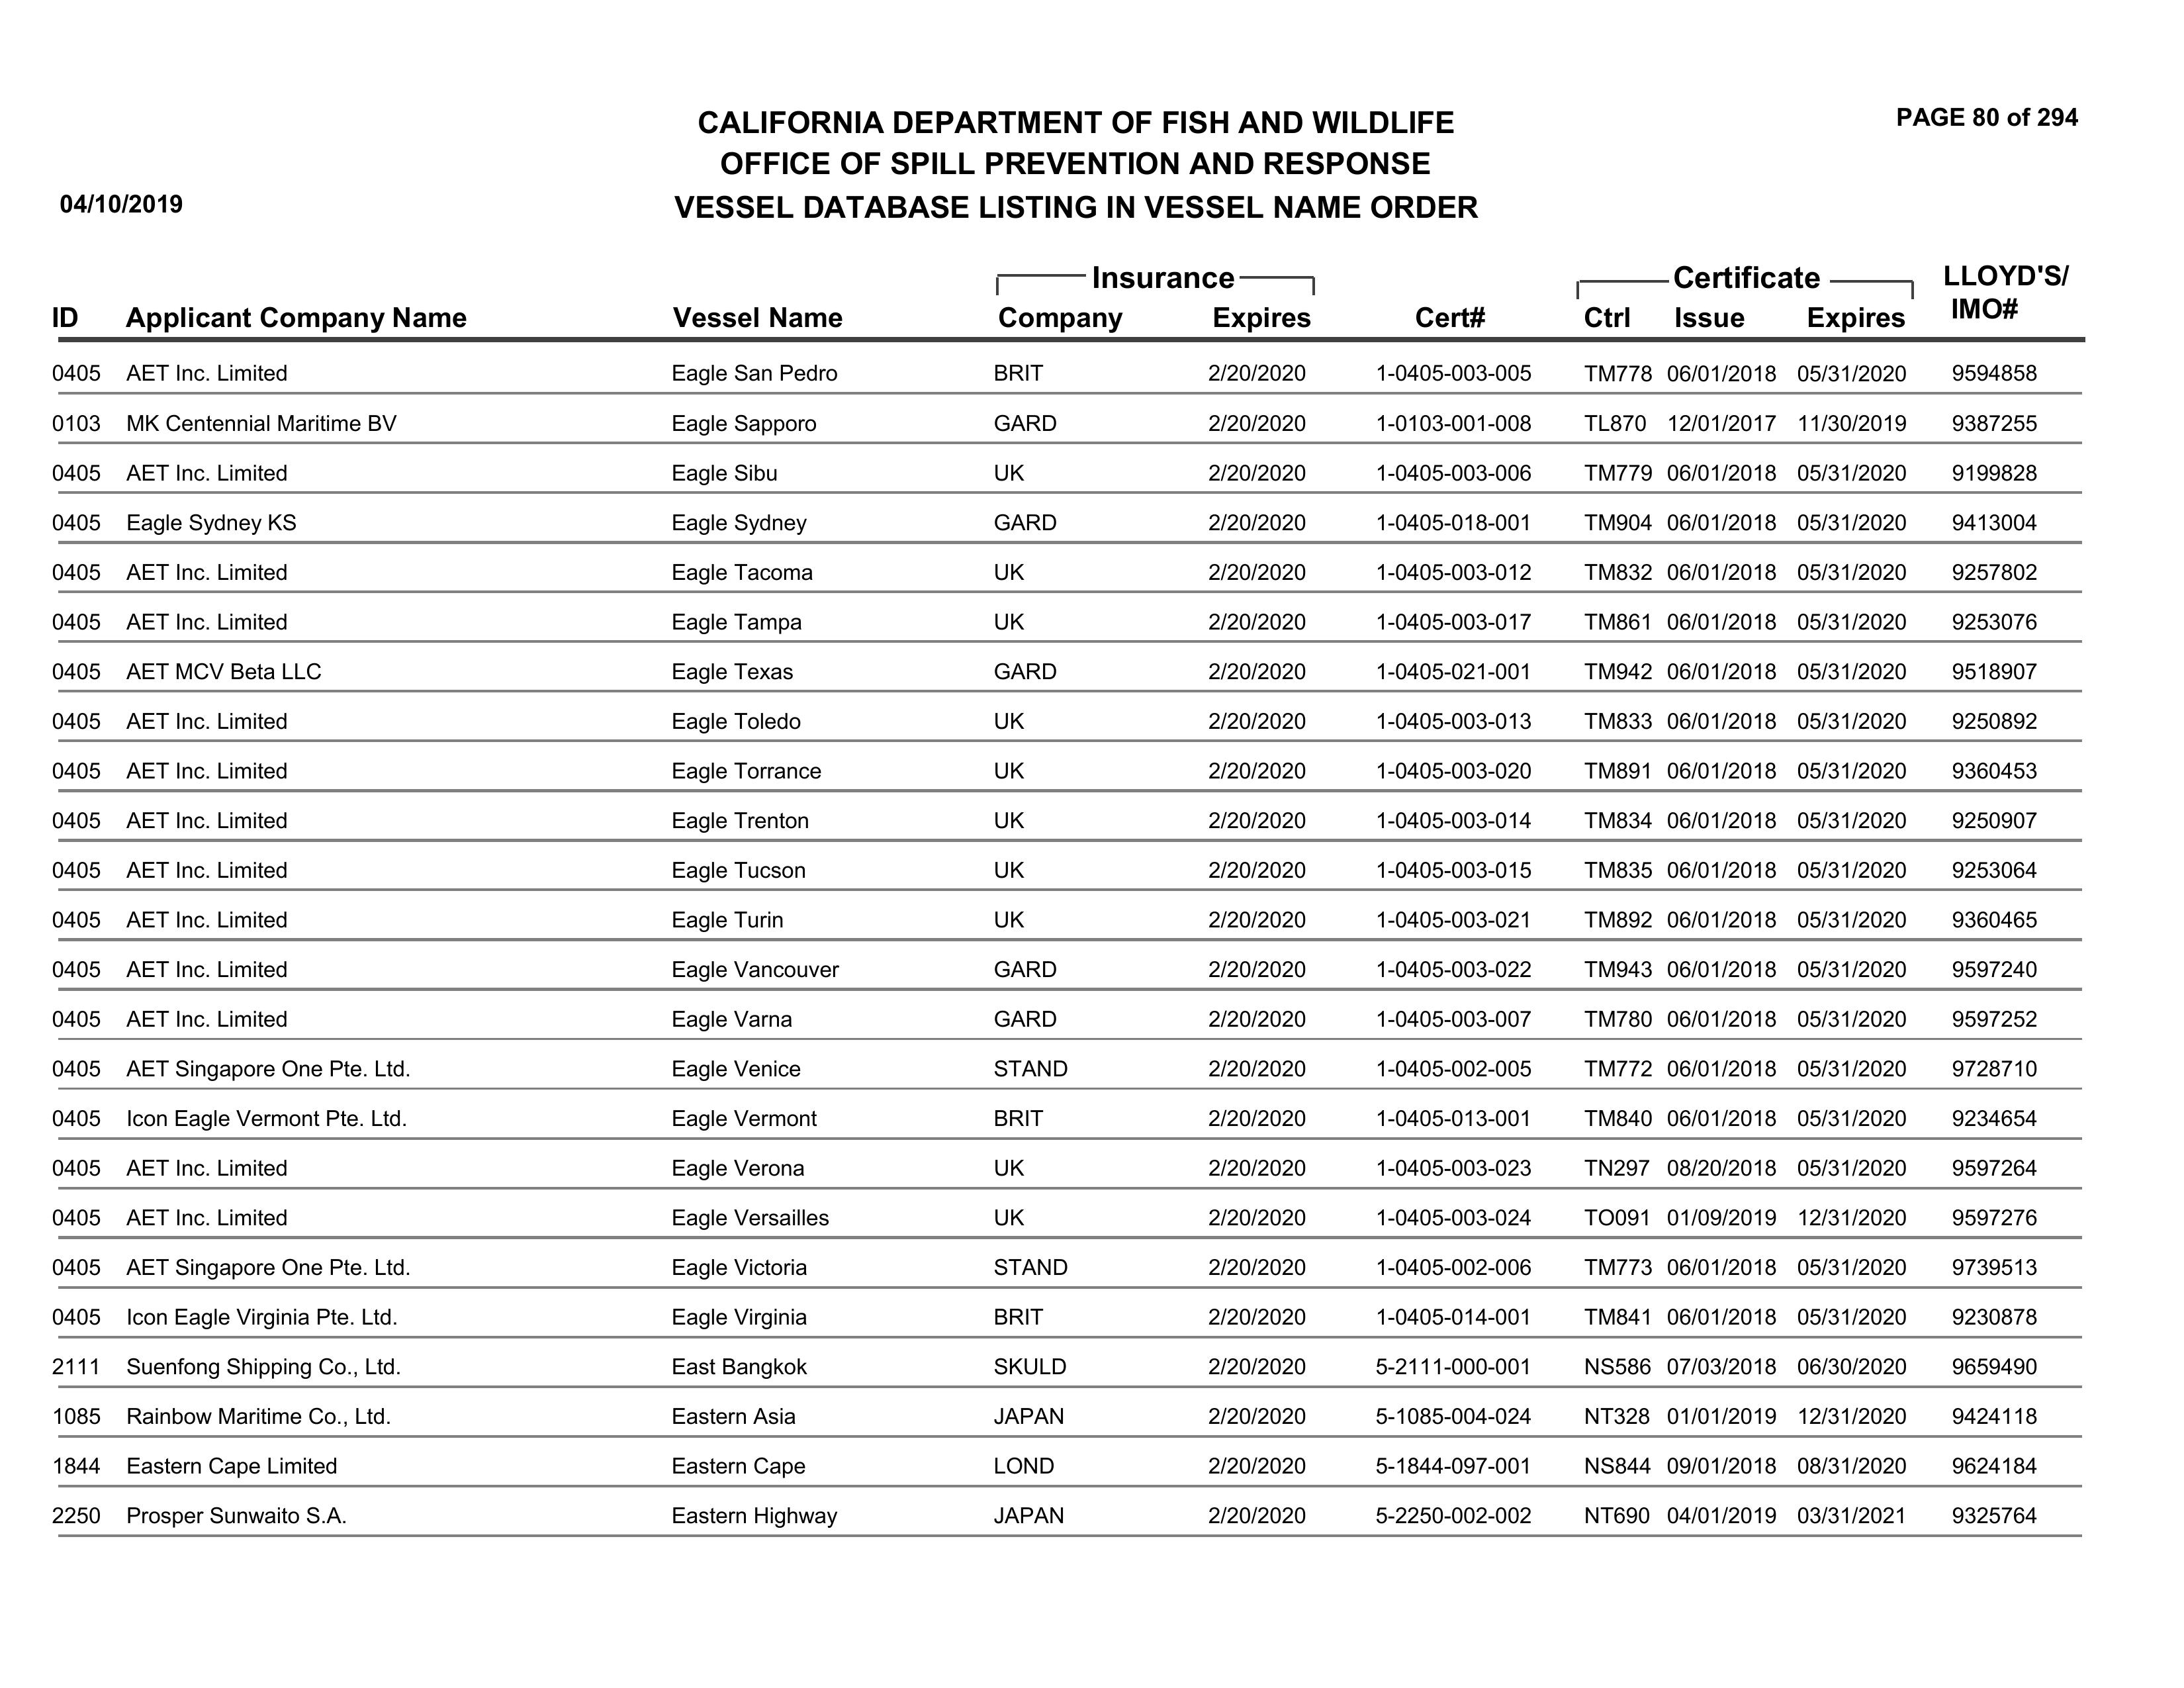 PAGE 80 of 294
CALIFORNIA DEPARTMENT OF FISH AND WILDLIFE
OFFICE OF SPILL PREVENTION AND RESPONSE
04/10/2019 VESSEL DATABASE LISTING IN VESSEL NAME ORDER
Insurance Certificate LLOYD'S/
ID Applicant Company Name Vessel Name Company Expires Cert# Ctrl Issue Expires IMO#
0405 AET Inc. Limited Eagle San Pedro BRIT 2/20/2020 1-0405-003-005 TM778 06/01/2018 05/31/2020 9594858
0103 MK Centennial Maritime BV Eagle Sapporo GARD 2/20/2020 1-0103-001-008 TL870 12/01/2017 11/30/2019 9387255
0405 AET Inc. Limited Eagle Sibu UK 2/20/2020 1-0405-003-006 TM779 06/01/2018 05/31/2020 9199828
0405 Eagle Sydney KS Eagle Sydney GARD 2/20/2020 1-0405-018-001 TM904 06/01/2018 05/31/2020 9413004
0405 AET Inc. Limited Eagle Tacoma UK 2/20/2020 1-0405-003-012 TM832 06/01/2018 05/31/2020 9257802
0405 AET Inc. Limited Eagle Tampa UK 2/20/2020 1-0405-003-017 TM861 06/01/2018 05/31/2020 9253076
0405 AET MCV Beta LLC Eagle Texas GARD 2/20/2020 1-0405-021-001 TM942 06/01/2018 05/31/2020 9518907
0405 AET Inc. Limited Eagle Toledo UK 2/20/2020 1-0405-003-013 TM833 06/01/2018 05/31/2020 9250892
0405 AET Inc. Limited Eagle Torrance UK 2/20/2020 1-0405-003-020 TM891 06/01/2018 05/31/2020 9360453
0405 AET Inc. Limited Eagle Trenton UK 2/20/2020 1-0405-003-014 TM834 06/01/2018 05/31/2020 9250907
0405 AET Inc. Limited Eagle Tucson UK 2/20/2020 1-0405-003-015 TM835 06/01/2018 05/31/2020 9253064
0405 AET Inc. Limited Eagle Turin UK 2/20/2020 1-0405-003-021 TM892 06/01/2018 05/31/2020 9360465
0405 AET Inc. Limited Eagle Vancouver GARD 2/20/2020 1-0405-003-022 TM943 06/01/2018 05/31/2020 9597240
0405 AET Inc. Limited Eagle Varna GARD 2/20/2020 1-0405-003-007 TM780 06/01/2018 05/31/2020 9597252
0405 AET Singapore One Pte. Ltd. Eagle Venice STAND 2/20/2020 1-0405-002-005 TM772 06/01/2018 05/31/2020 9728710
0405 Icon Eagle Vermont Pte. Ltd. Eagle Vermont BRIT 2/20/2020 1-0405-013-001 TM840 06/01/2018 05/31/2020 9234654
0405 AET Inc. Limited Eagle Verona UK 2/20/2020 1-0405-003-023 TN297 08/20/2018 05/31/2020 9597264
0405 AET Inc. Limited Eagle Versailles UK 2/20/2020 1-0405-003-024 TO091 01/09/2019 12/31/2020 9597276
0405 AET Singapore One Pte. Ltd. Eagle Victoria STAND 2/20/2020 1-0405-002-006 TM773 06/01/2018 05/31/2020 9739513
0405 Icon Eagle Virginia Pte. Ltd. Eagle Virginia BRIT 2/20/2020 1-0405-014-001 TM841 06/01/2018 05/31/2020 9230878
2111 Suenfong Shipping Co., Ltd. East Bangkok SKULD 2/20/2020 5-2111-000-001 NS586 07/03/2018 06/30/2020 9659490
1085 Rainbow Maritime Co., Ltd. Eastern Asia JAPAN 2/20/2020 5-1085-004-024 NT328 01/01/2019 12/31/2020 9424118
1844 Eastern Cape Limited Eastern Cape LOND 2/20/2020 5-1844-097-001 NS844 09/01/2018 08/31/2020 9624184
2250 Prosper Sunwaito S.A. Eastern Highway JAPAN 2/20/2020 5-2250-002-002 NT690 04/01/2019 03/31/2021 9325764